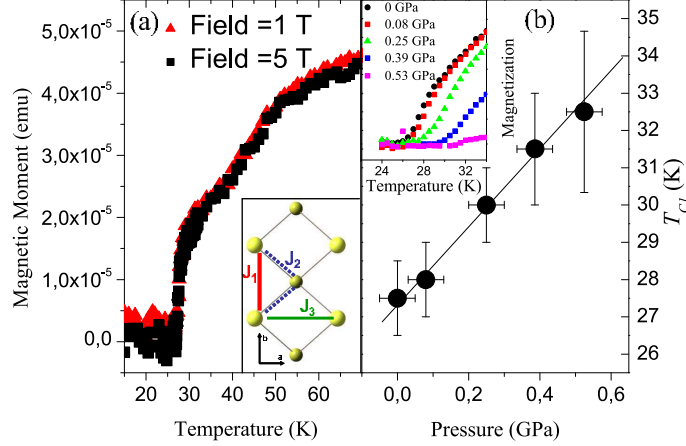 (a)
Field =1 T
Field =5 T
5,0x10⁻⁵
4,0x10⁻⁵
3,0x10⁻⁵
2,0x10⁻⁵
1,0x10⁻⁵
0,0
Magnetic Moment (emu)
20 30 40 50 60
Temperature (K)
J₁
J₂
J₃
b
a
0 GPa
0.08 GPa
0.25 GPa
0.39 GPa
0.53 GPa
24 28 32
Temperature (K)
Magnetization
(b)
35
34
33
32
31
30
29
28
27
26
T_C1 (K)
0,0 0,2 0,4 0,6
Pressure (GPa)